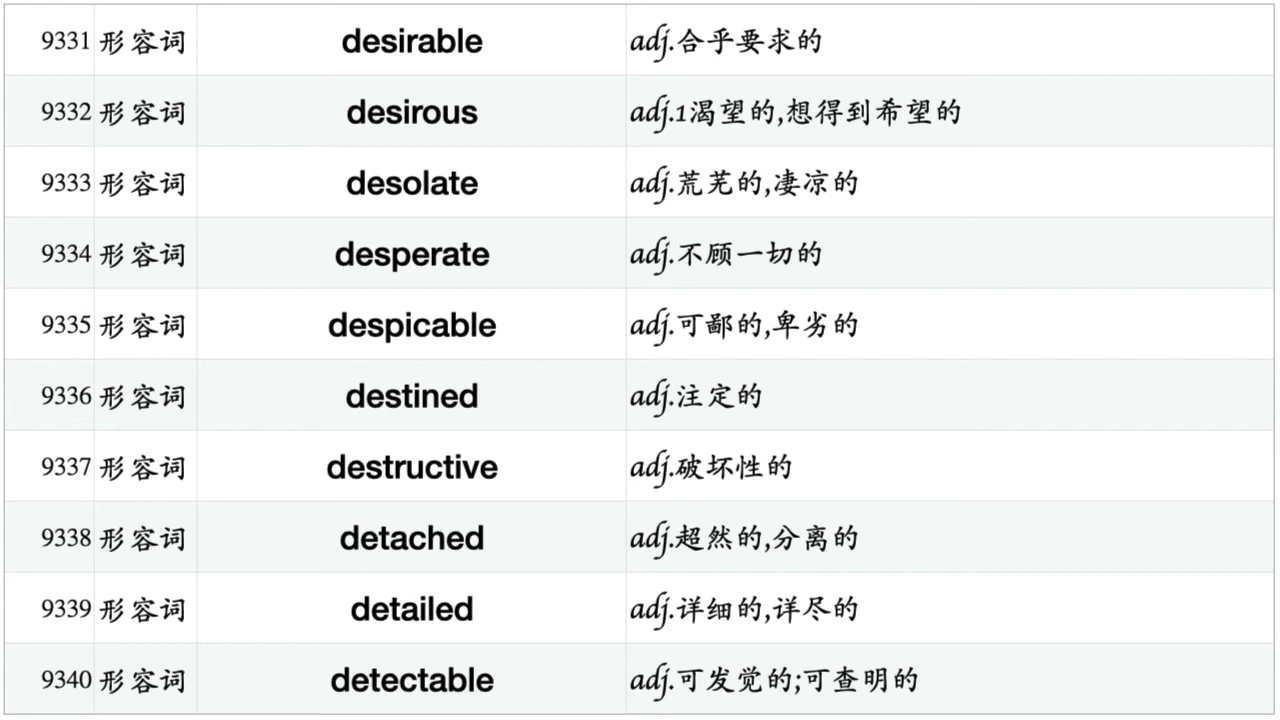 9331 形容词 desirable adj.合乎要求的
9332 形容词 desirous adj.1渴望的,想得到希望的
9333 形容词 desolate adj.荒芜的,凄凉的
9334 形容词 desperate adj.不顾一切的
9335 形容词 despicable adj.可鄙的,卑劣的
9336 形容词 destined adj.注定的
9337 形容词 destructive adj.破坏性的
9338 形容词 detached adj.超然的,分离的
9339 形容词 detailed adj.详细的,详尽的
9340 形容词 detectable adj.可发觉的;可查明的